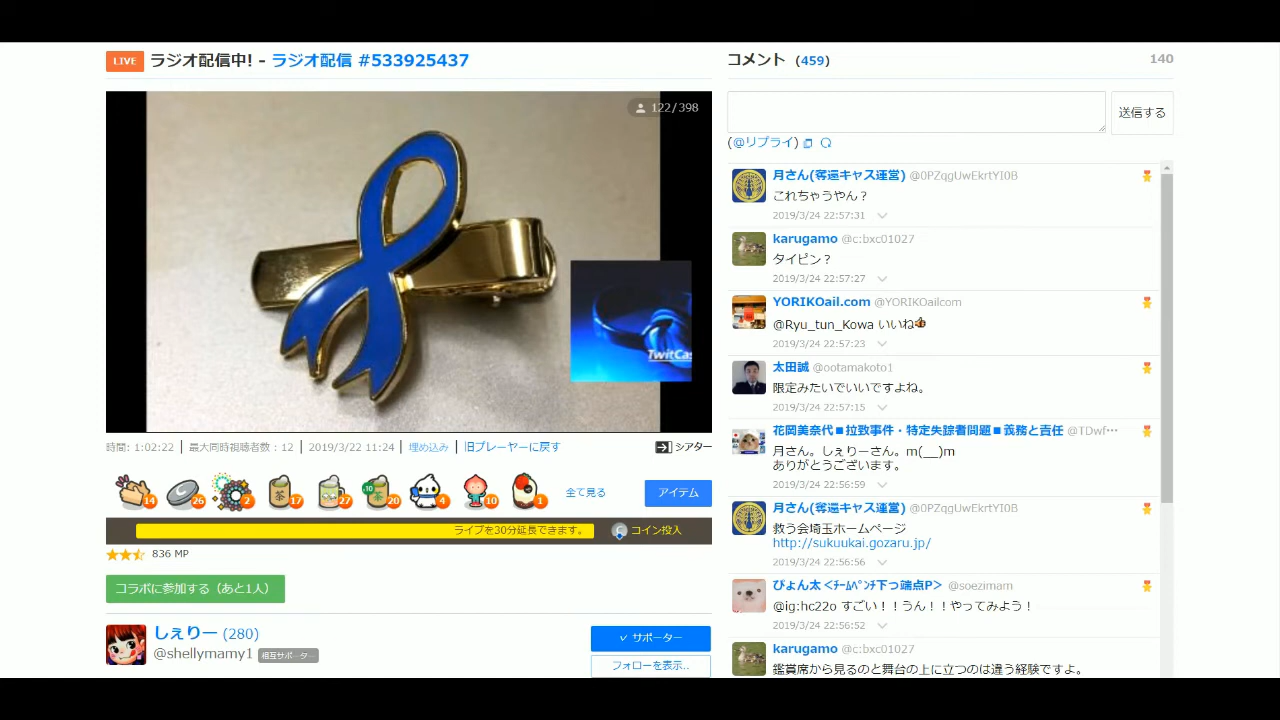 LIVE ラジオ配信中! - ラジオ配信 #533925437
122/398
TwitCas
時間: 1:02:22 | 最大同時視聴者数 : 12 | 2019/3/22 11:24 | 埋め込み | 旧プレーヤーに戻す
シアター
14 26 2 茶 17 27 +10 茶 20 4 10 1
全て見る
アイテム
ライブを30分延長できます。
C コイン投入
836 MP
コラボに参加する（あと1人）
しぇりー (280)
@shellymamy1 相互サポーター
✓ サポーター
フォローを表示..
コメント (459)
140
送信する
(@リプライ)
月さん(奪還キャス運営) @0PZqgUwEkrtYI0B
これちゃうやん？
2019/3/24 22:57:31
karugamo @c:bxc01027
タイピン？
2019/3/24 22:57:27
YORIKOail.com @YORIKOailcom
@Ryu_tun_Kowa いいね👍
2019/3/24 22:57:23
太田誠 @ootamakoto1
限定みたいでいいですよね。
2019/3/24 22:57:15
花岡美奈代■拉致事件・特定失踪者問題■義務と責任 @TDwf…
月さん。しぇりーさん。m(__)m
ありがとうございます。
2019/3/24 22:56:59
月さん(奪還キャス運営) @0PZqgUwEkrtYI0B
救う会埼玉ホームページ
http://sukuukai.gozaru.jp/
2019/3/24 22:56:56
ぴょん太＜ﾁｰﾑﾍﾟﾝﾁ下っ端点P＞ @soezimam
@ig:hc22o すごい！！うん！！やってみよう！
2019/3/24 22:56:52
karugamo @c:bxc01027
鑑賞席から見るのと舞台の上に立つのは違う経験ですよ。